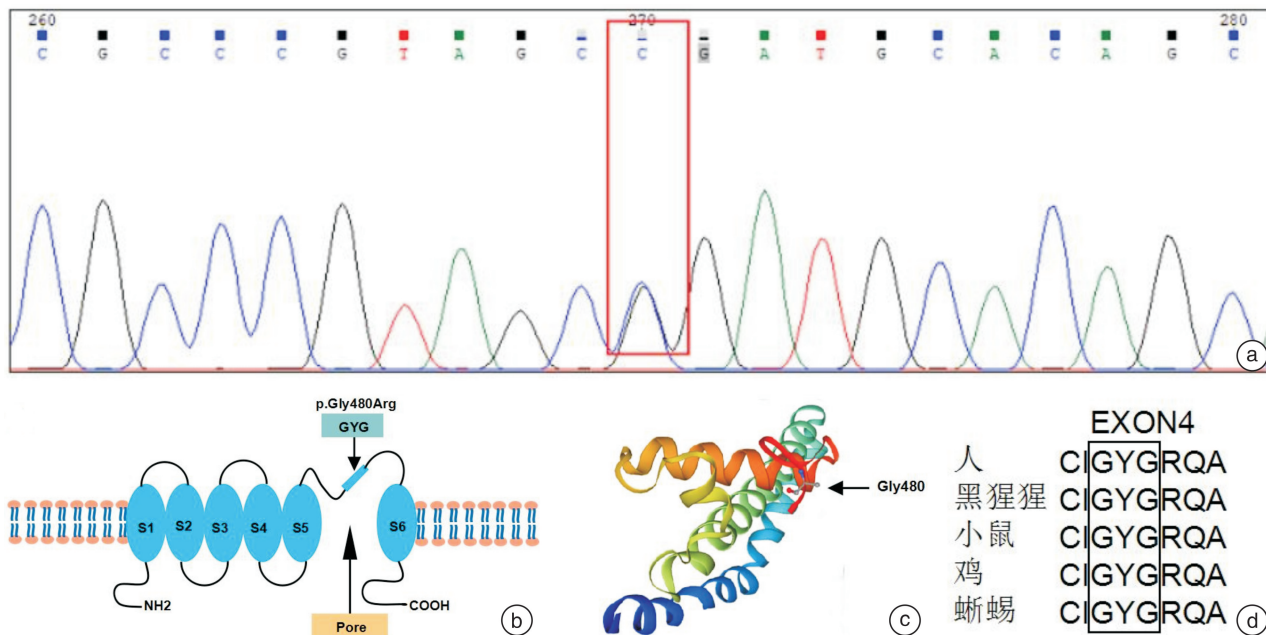 260 270 280
C G C C C G T A G C C G A T G C A C A G C
a
p.Gly480Arg
GYG
S1 S2 S3 S4 S5 S6
NH2
COOH
Pore
b
Gly480
c
EXON4
人 CIGYGRQA
黑猩猩 CIGYGRQA
小鼠 CIGYGRQA
鸡 CIGYGRQA
蜥蜴 CIGYGRQA
d